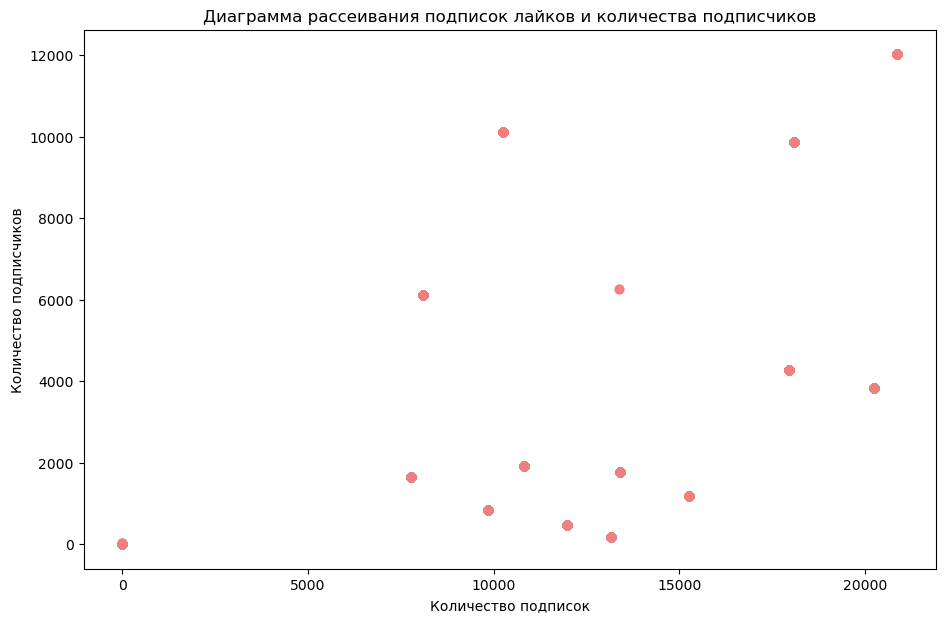 Диаграмма рассеивания подписок лайков и количества подписчиков
12000
10000
8000
6000
4000
2000
0
Количество подписчиков
0 5000 10000 15000 20000
Количество подписок